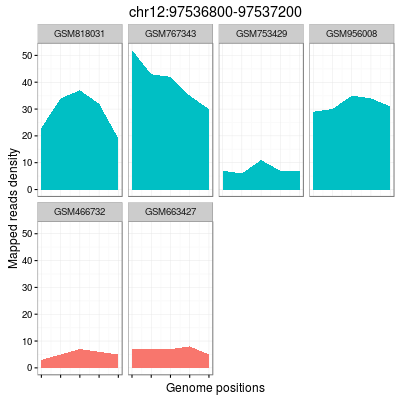 chr12:97536800-97537200
GSM818031 GSM767343 GSM753429 GSM956008
50
40
30
20
10
0
GSM466732 GSM663427
50
40
30
20
10
0
Mapped reads density
Genome positions